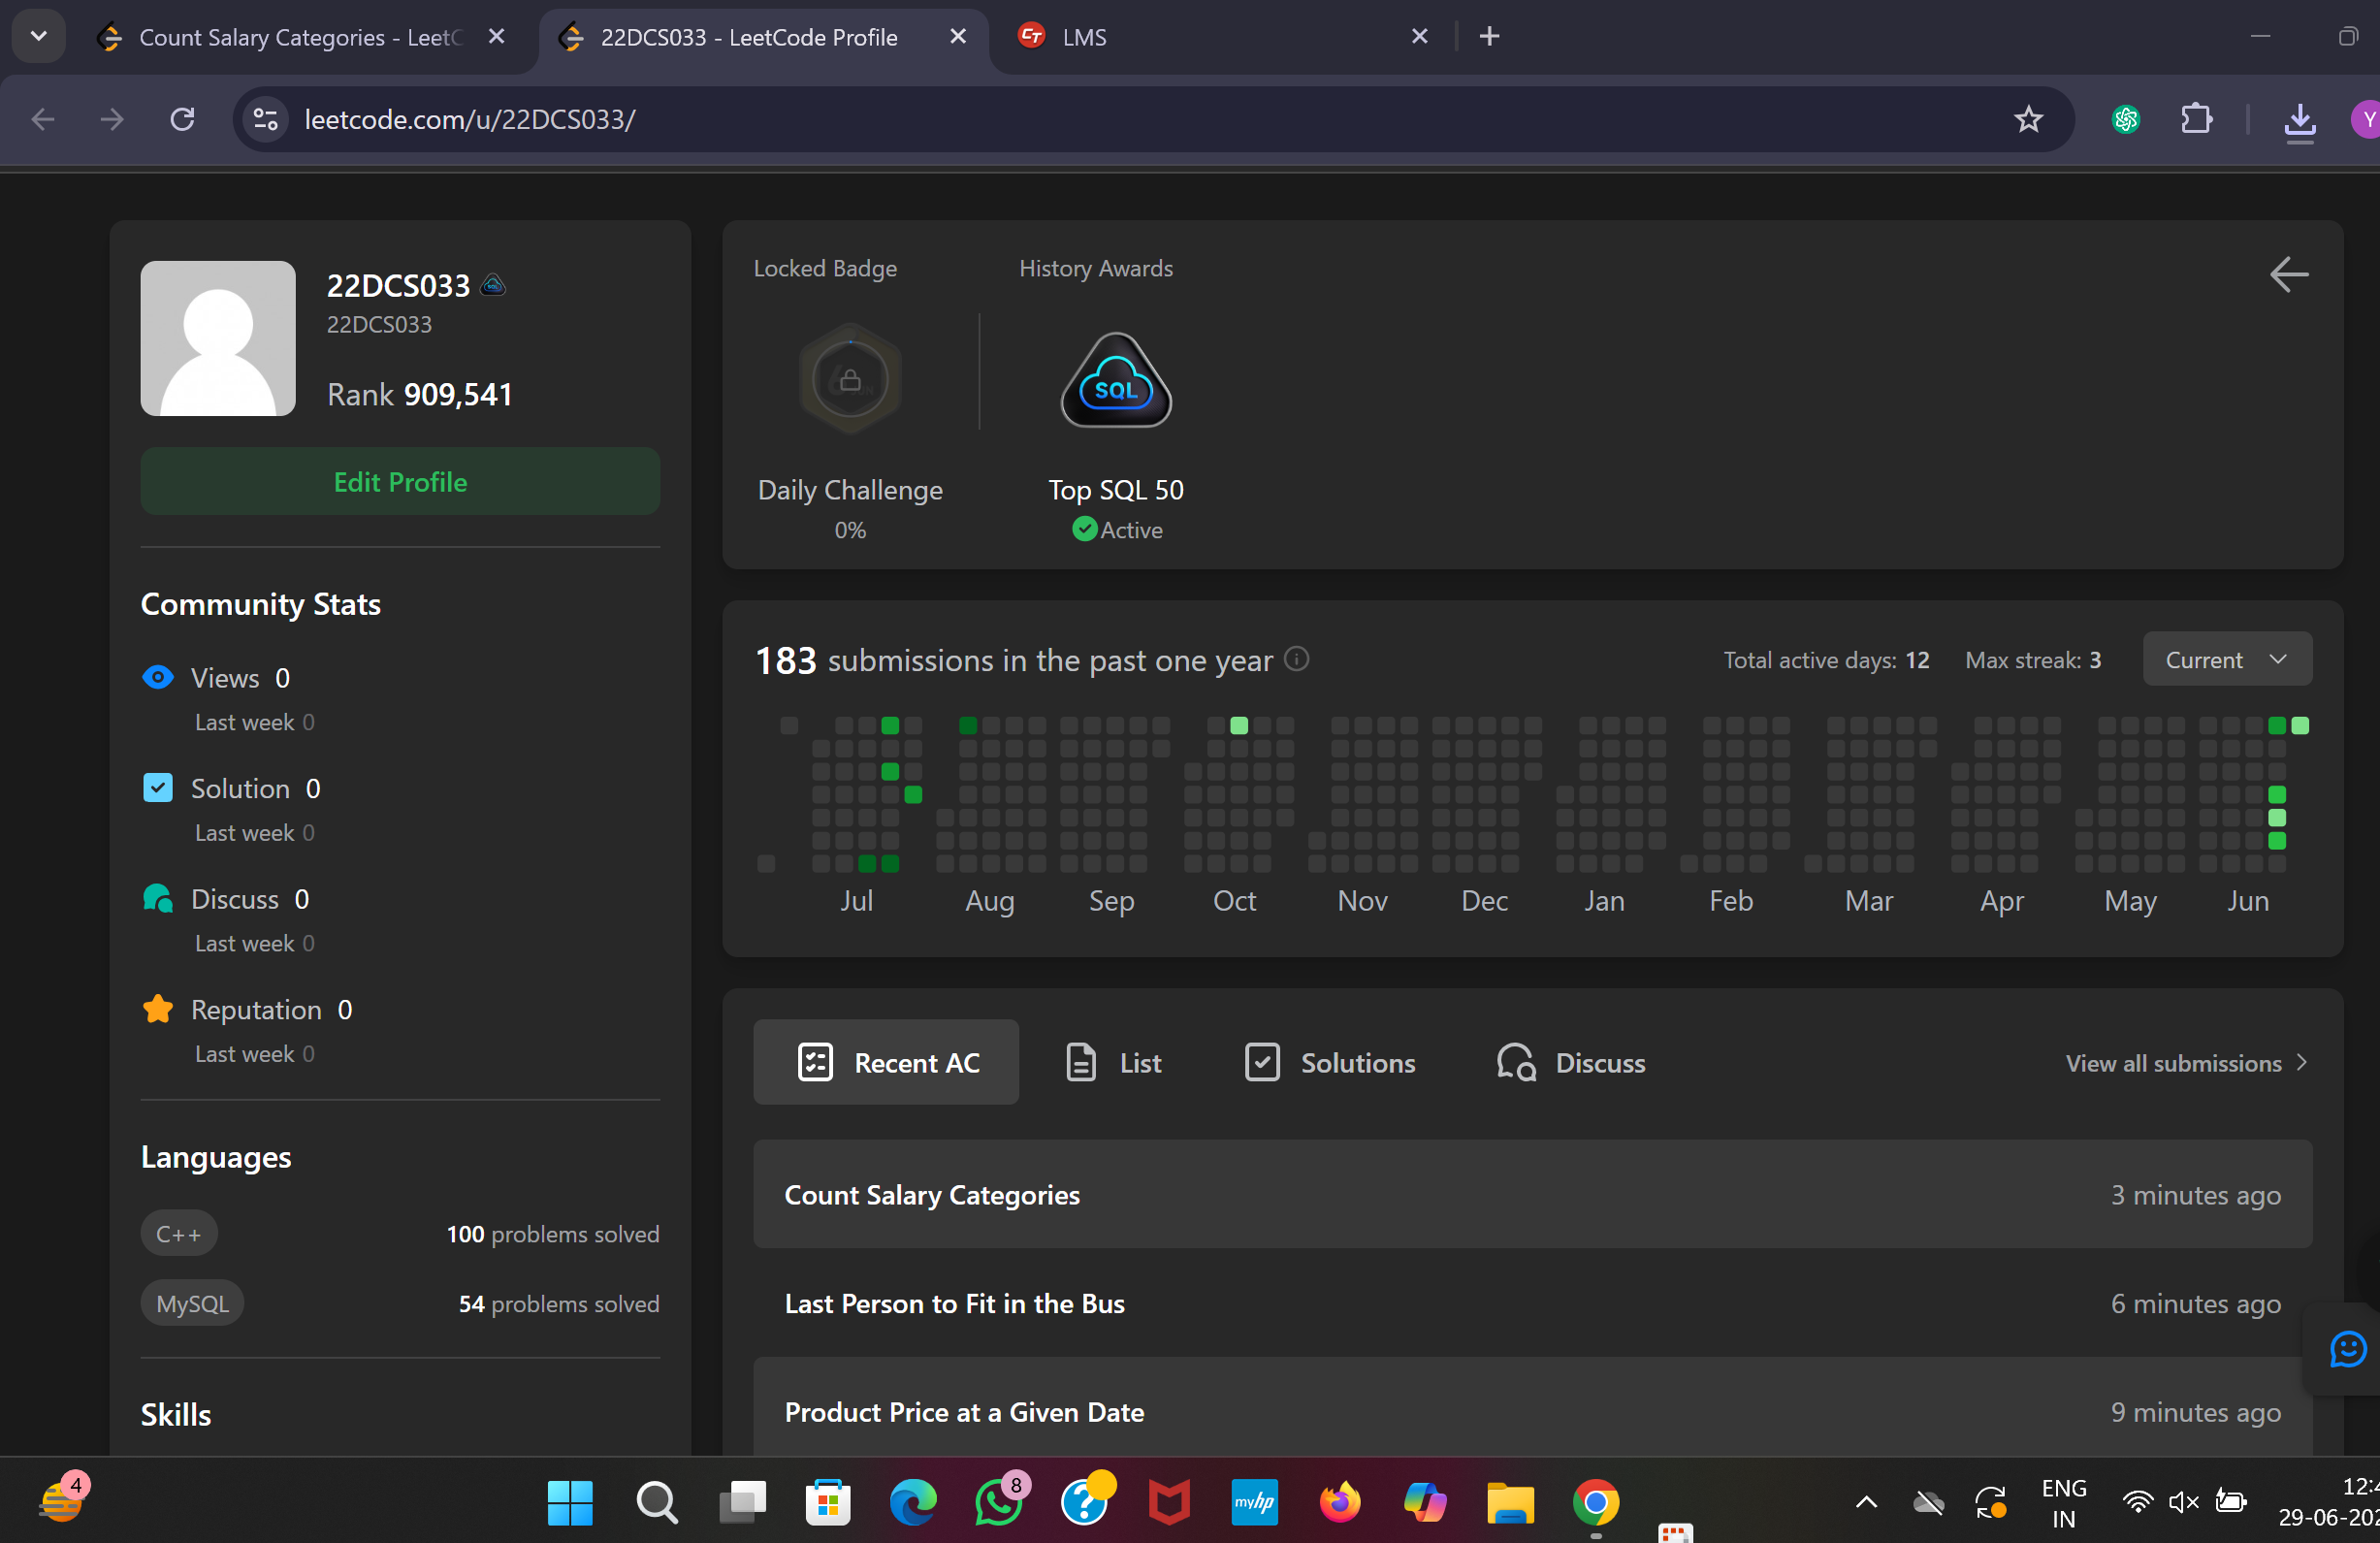 Count Salary Categories - Leet
22DCS033 - LeetCode Profile
LMS
leetcode.com/u/22DCS033/
Y
22DCS033
22DCS033
Rank 909,541
Edit Profile
Community Stats
Views 0
Last week 0
Solution 0
Last week 0
Discuss 0
Last week 0
Reputation 0
Last week 0
Languages
C++ 100 problems solved
MySQL 54 problems solved
Skills
Locked Badge
History Awards
SQL
Daily Challenge
0%
Top SQL 50
Active
183 submissions in the past one year
Total active days: 12
Max streak: 3
Current
Jul Aug Sep Oct Nov Dec Jan Feb Mar Apr May Jun
Recent AC
List
Solutions
Discuss
View all submissions
Count Salary Categories 3 minutes ago
Last Person to Fit in the Bus 6 minutes ago
Product Price at a Given Date 9 minutes ago
4
8
myhp
ENG
IN
12:4
29-06-202